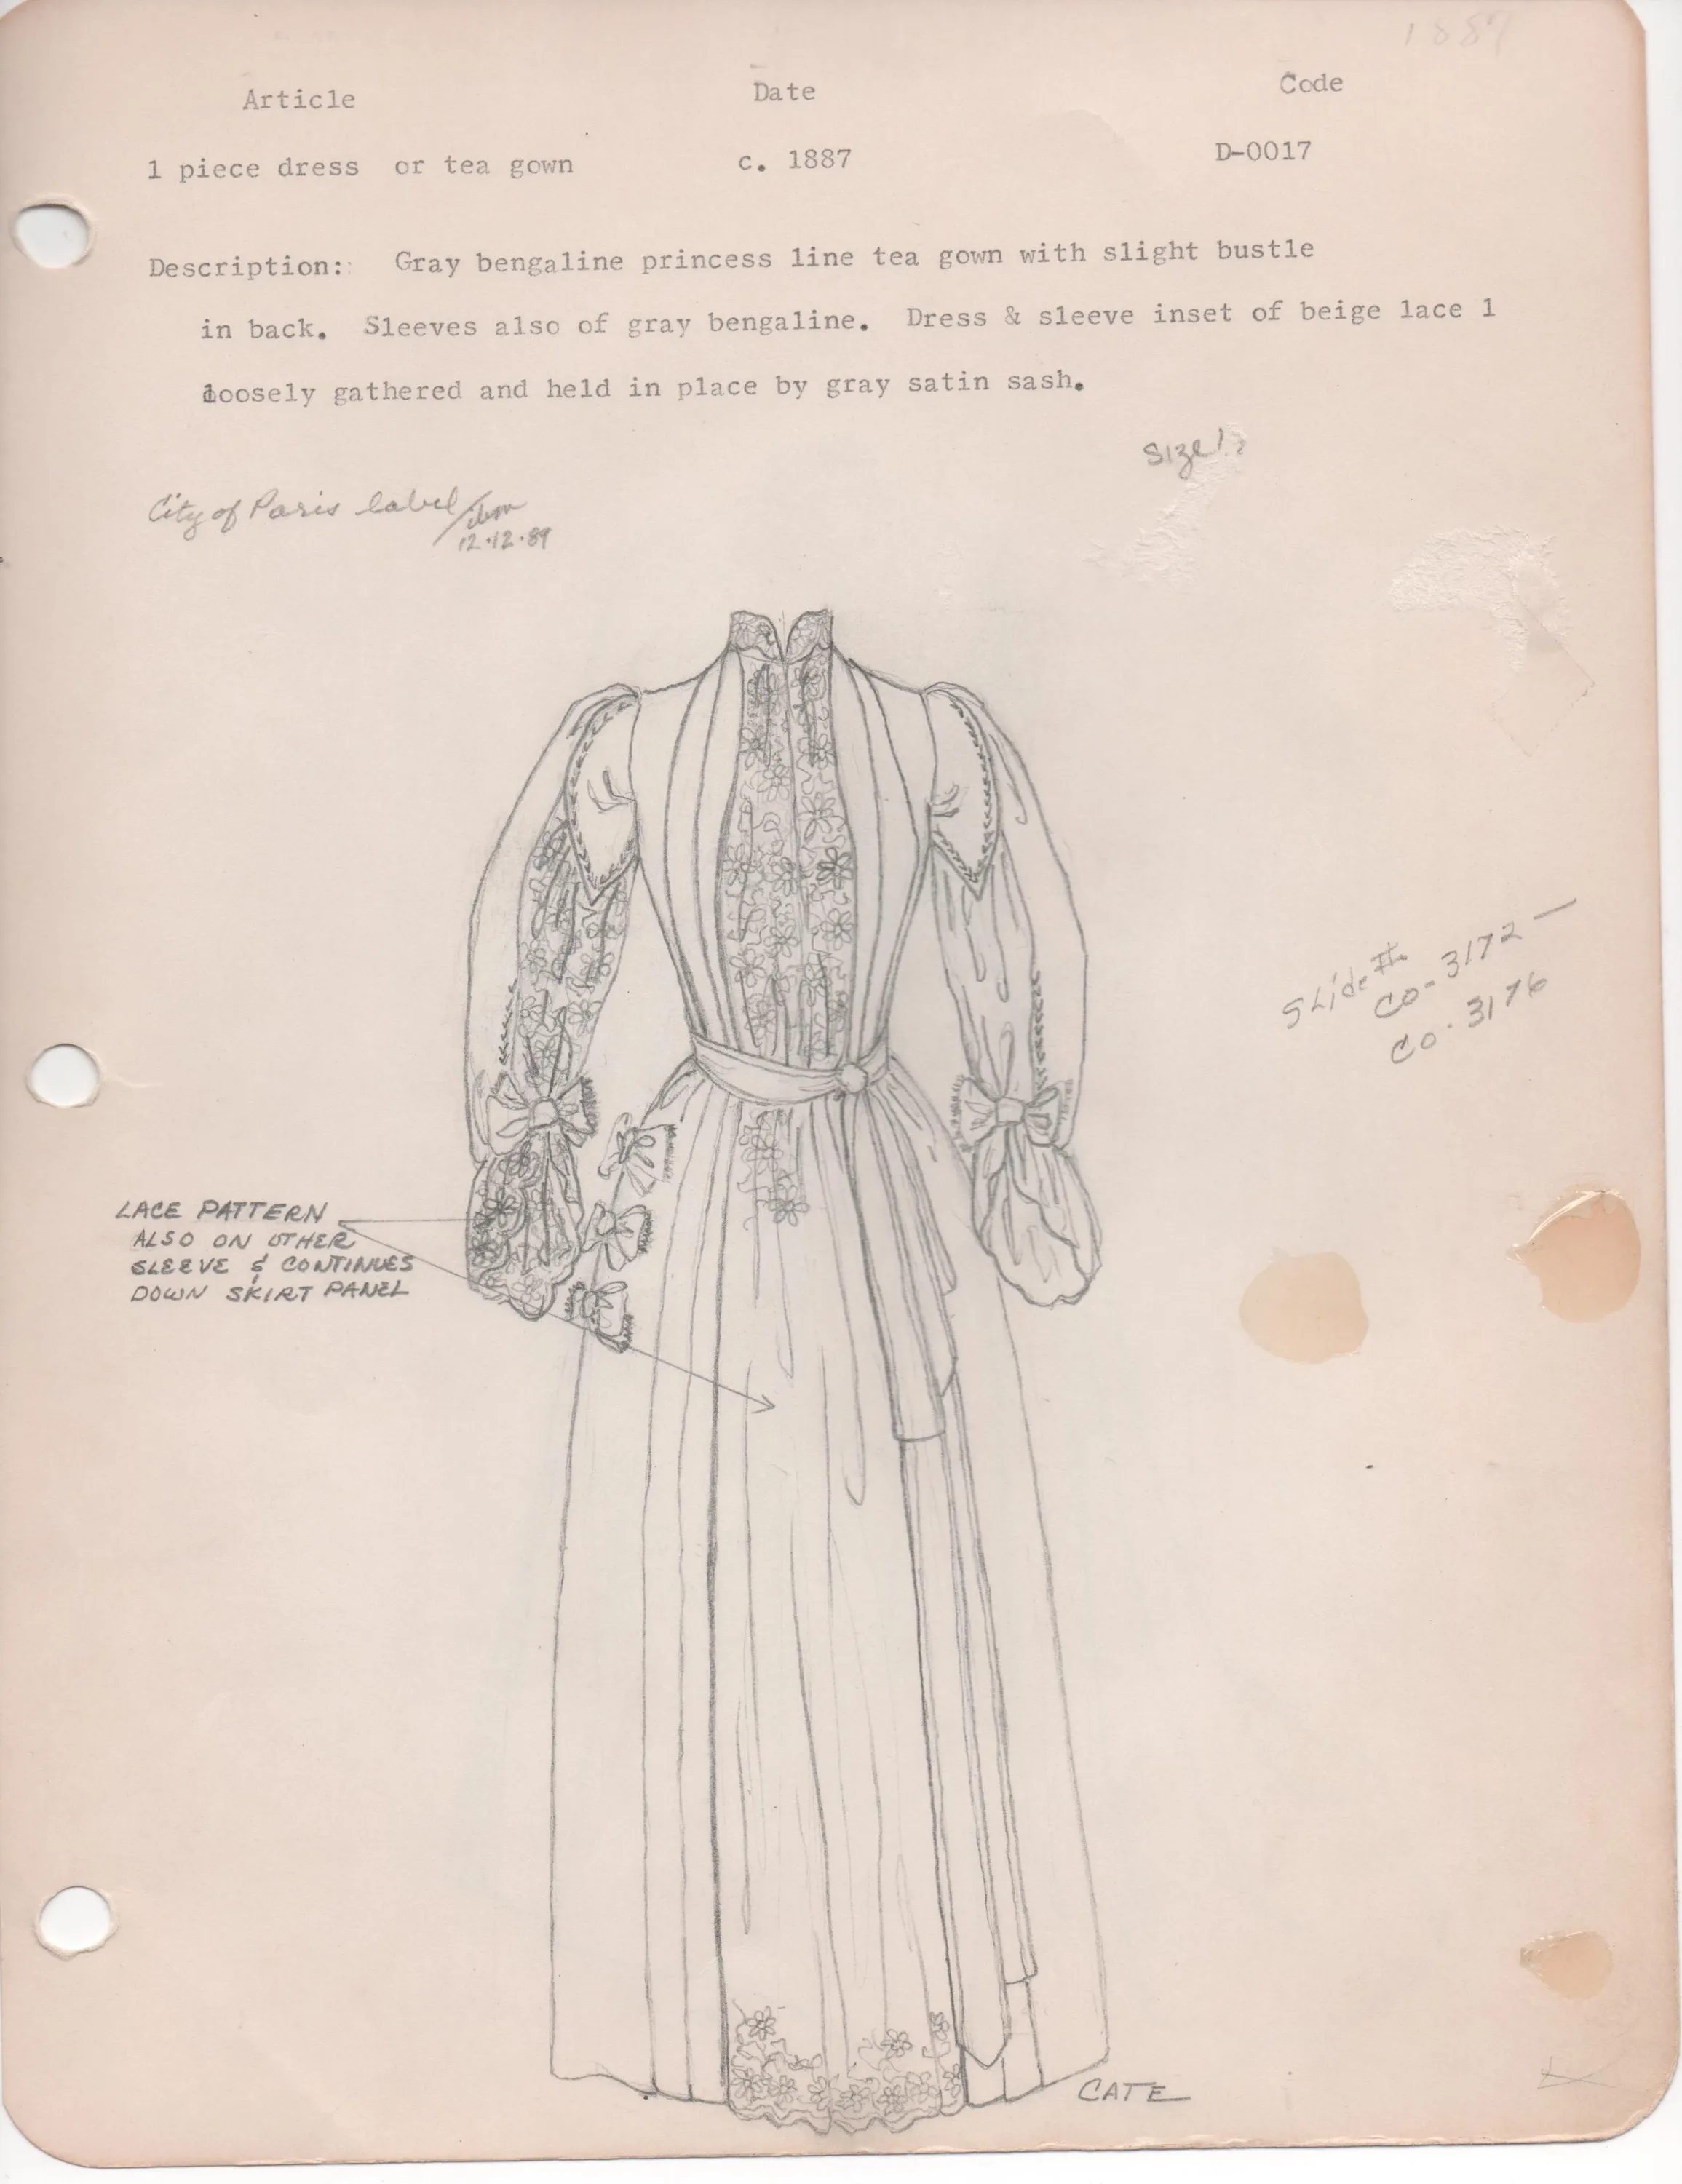 1887
Article Date Code
1 piece dress or tea gown c. 1887 D-0017
Description:: Gray bengaline princess line tea gown with slight bustle
in back. Sleeves also of gray bengaline. Dress & sleeve inset of beige lace l
loosely gathered and held in place by gray satin sash.
Size
City of Paris label/
12.12.89
Slide #
CO-3172 —
CO-3176
LACE PATTERN
ALSO ON OTHER
SLEEVE & CONTINUES
DOWN SKIRT PANEL
CATE